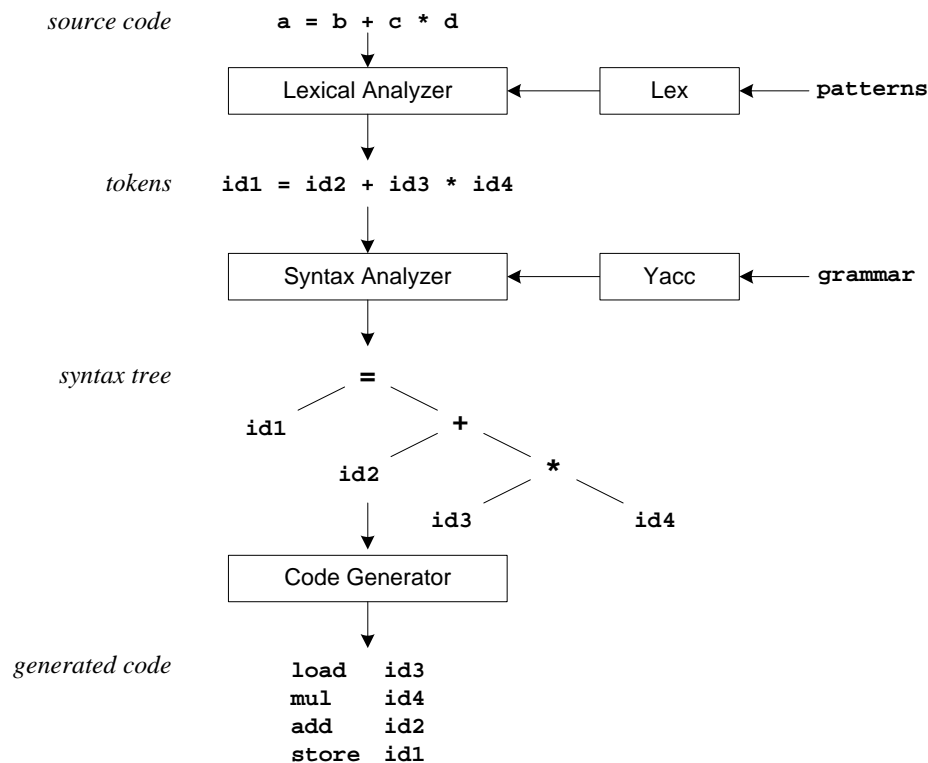 source code a = b + c * d
Lexical Analyzer Lex patterns
tokens id1 = id2 + id3 * id4
Syntax Analyzer Yacc grammar
syntax tree =
id1 +
id2 *
id3 id4
Code Generator
generated code load id3
mul id4
add id2
store id1